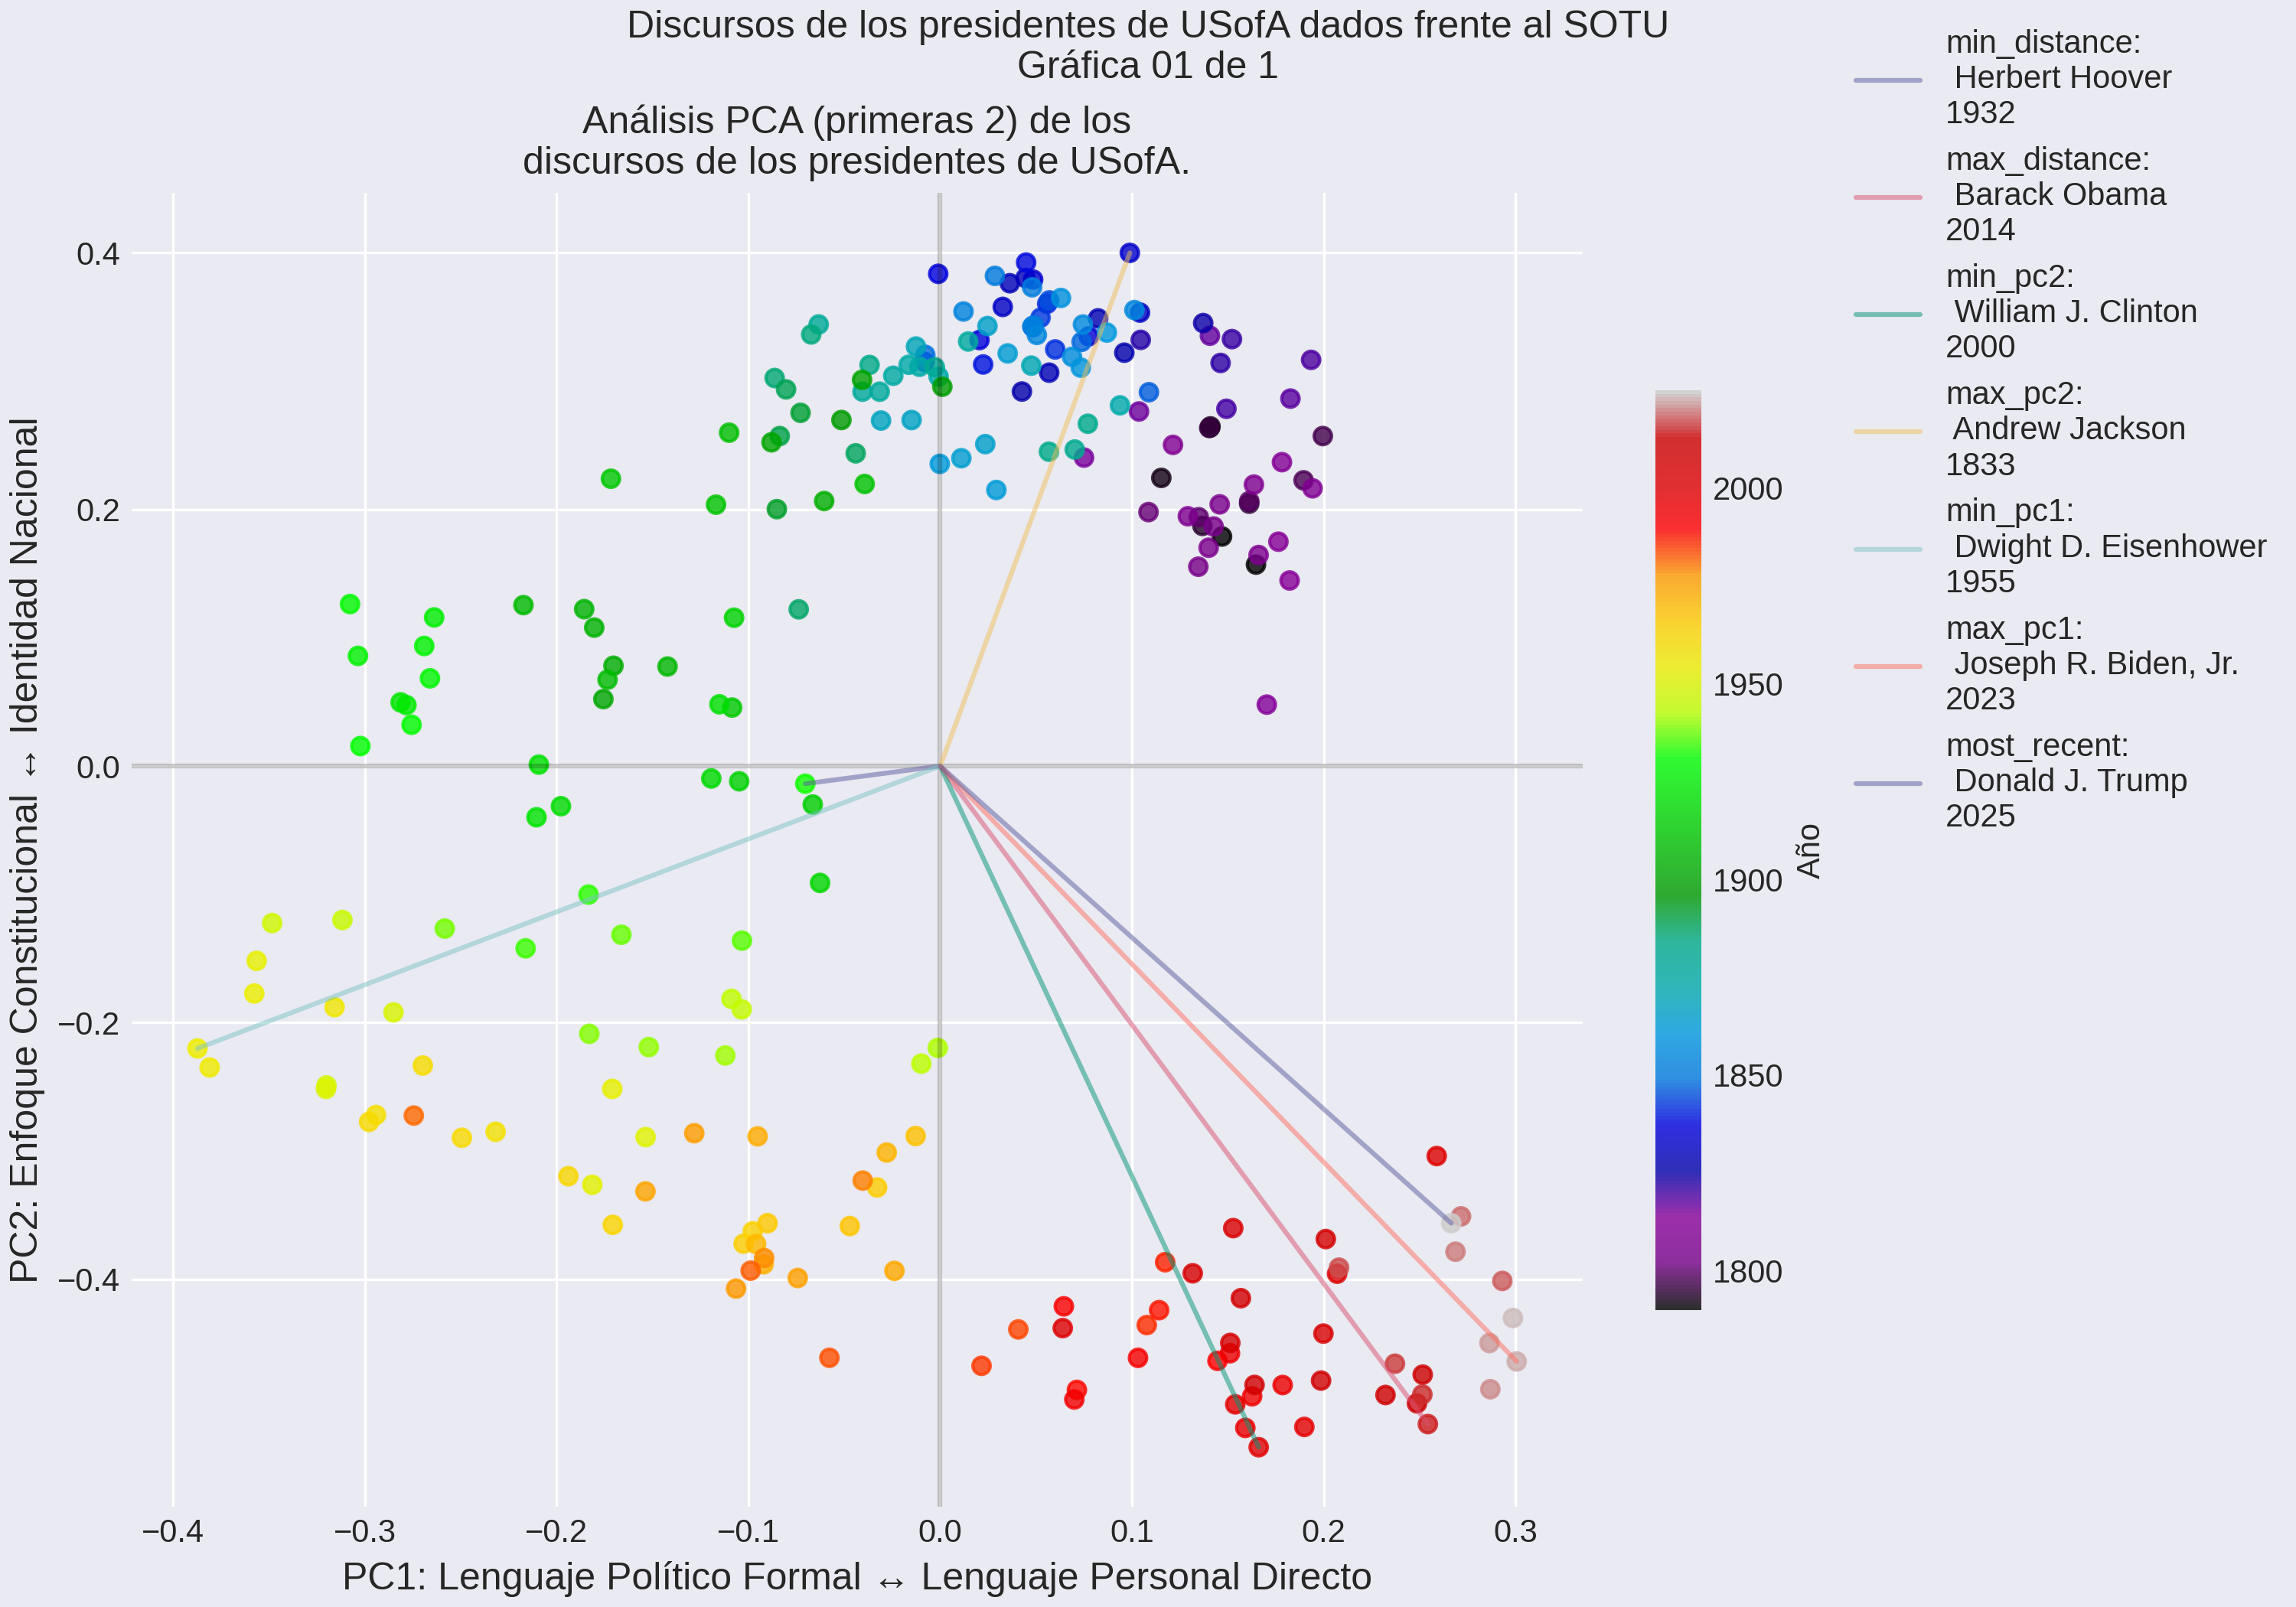 Discursos de los presidentes de USofA dados frente al SOTU
Gráfica 01 de 1
Análisis PCA (primeras 2) de los
discursos de los presidentes de USofA.
PC2: Enfoque Constitucional ↔ Identidad Nacional
0.4
0.2
0.0
−0.2
−0.4
−0.4
−0.3
−0.2
−0.1
0.0
0.1
0.2
0.3
PC1: Lenguaje Político Formal ↔ Lenguaje Personal Directo
2000
1950
1900
1850
1800
Año
min_distance:
Herbert Hoover
1932
max_distance:
Barack Obama
2014
min_pc2:
William J. Clinton
2000
max_pc2:
Andrew Jackson
1833
min_pc1:
Dwight D. Eisenhower
1955
max_pc1:
Joseph R. Biden, Jr.
2023
most_recent:
Donald J. Trump
2025